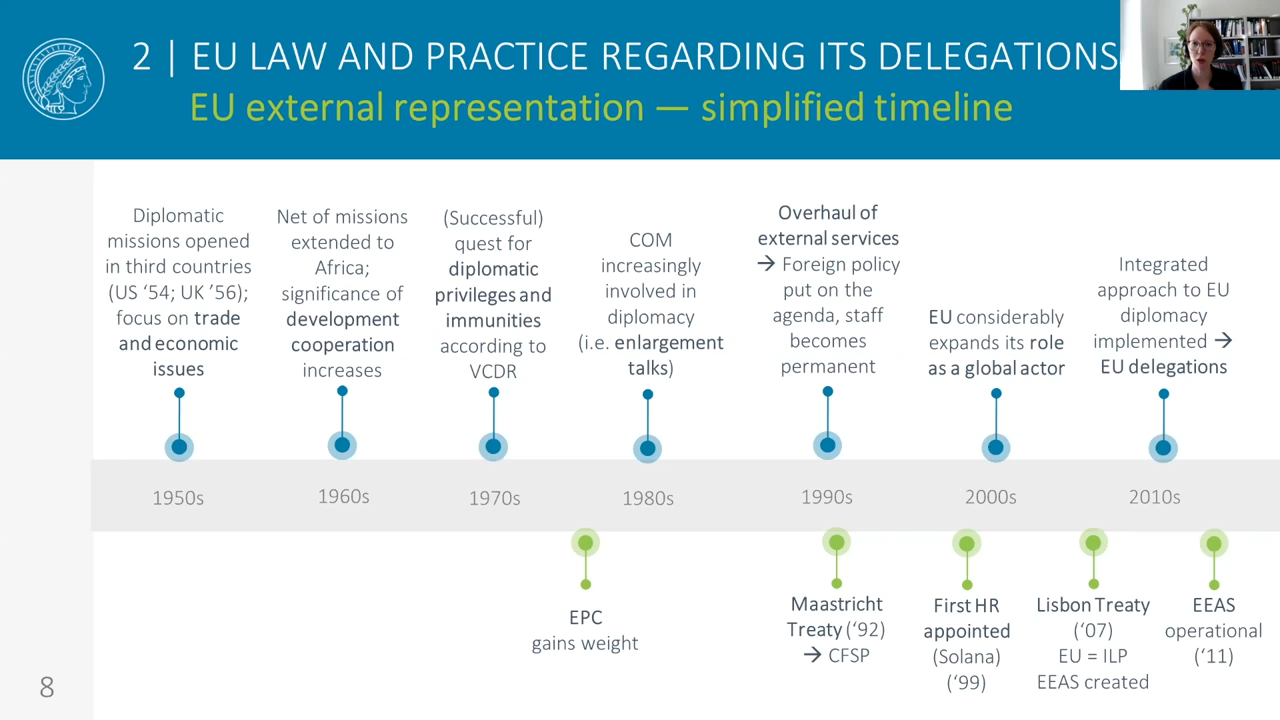 2 | EU LAW AND PRACTICE REGARDING ITS DELEGATIONS
EU external representation — simplified timeline
Diplomatic
missions opened
in third countries
(US ‘54; UK ’56);
focus on trade
and economic
issues
Net of missions
extended to
Africa;
significance of
development
cooperation
increases
(Successful)
quest for
diplomatic
privileges and
immunities
according to
VCDR
COM
increasingly
involved in
diplomacy
(i.e. enlargement
talks)
Overhaul of
external services
→ Foreign policy
put on the
agenda, staff
becomes
permanent
EU considerably
expands its role
as a global actor
Integrated
approach to EU
diplomacy
implemented →
EU delegations
1950s
1960s
1970s
1980s
1990s
2000s
2010s
EPC
gains weight
Maastricht
Treaty (‘92)
→ CFSP
First HR
appointed
(Solana)
(‘99)
Lisbon Treaty
(‘07)
EU = ILP
EEAS created
EEAS
operational
(‘11)
8